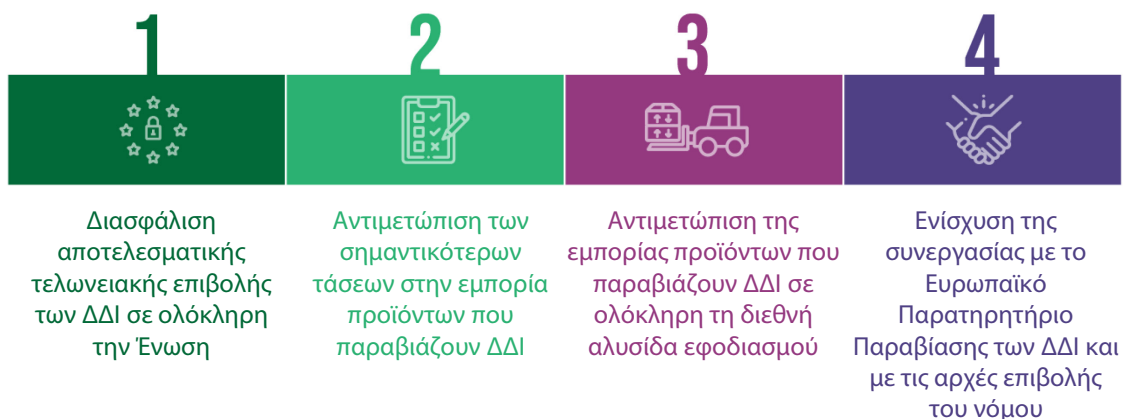 1
Διασφάλιση
αποτελεσματικής
τελωνειακής επιβολής
των ΔΔΙ σε ολόκληρη
την Ένωση
2
Αντιμετώπιση των
σημαντικότερων
τάσεων στην εμπορία
προϊόντων που
παραβιάζουν ΔΔΙ
3
Αντιμετώπιση της
εμπορίας προϊόντων που
παραβιάζουν ΔΔΙ σε
ολόκληρη τη διεθνή
αλυσίδα εφοδιασμού
4
Ενίσχυση της
συνεργασίας με το
Ευρωπαϊκό
Παρατηρητήριο
Παραβίασης των ΔΔΙ και
με τις αρχές επιβολής
του νόμου